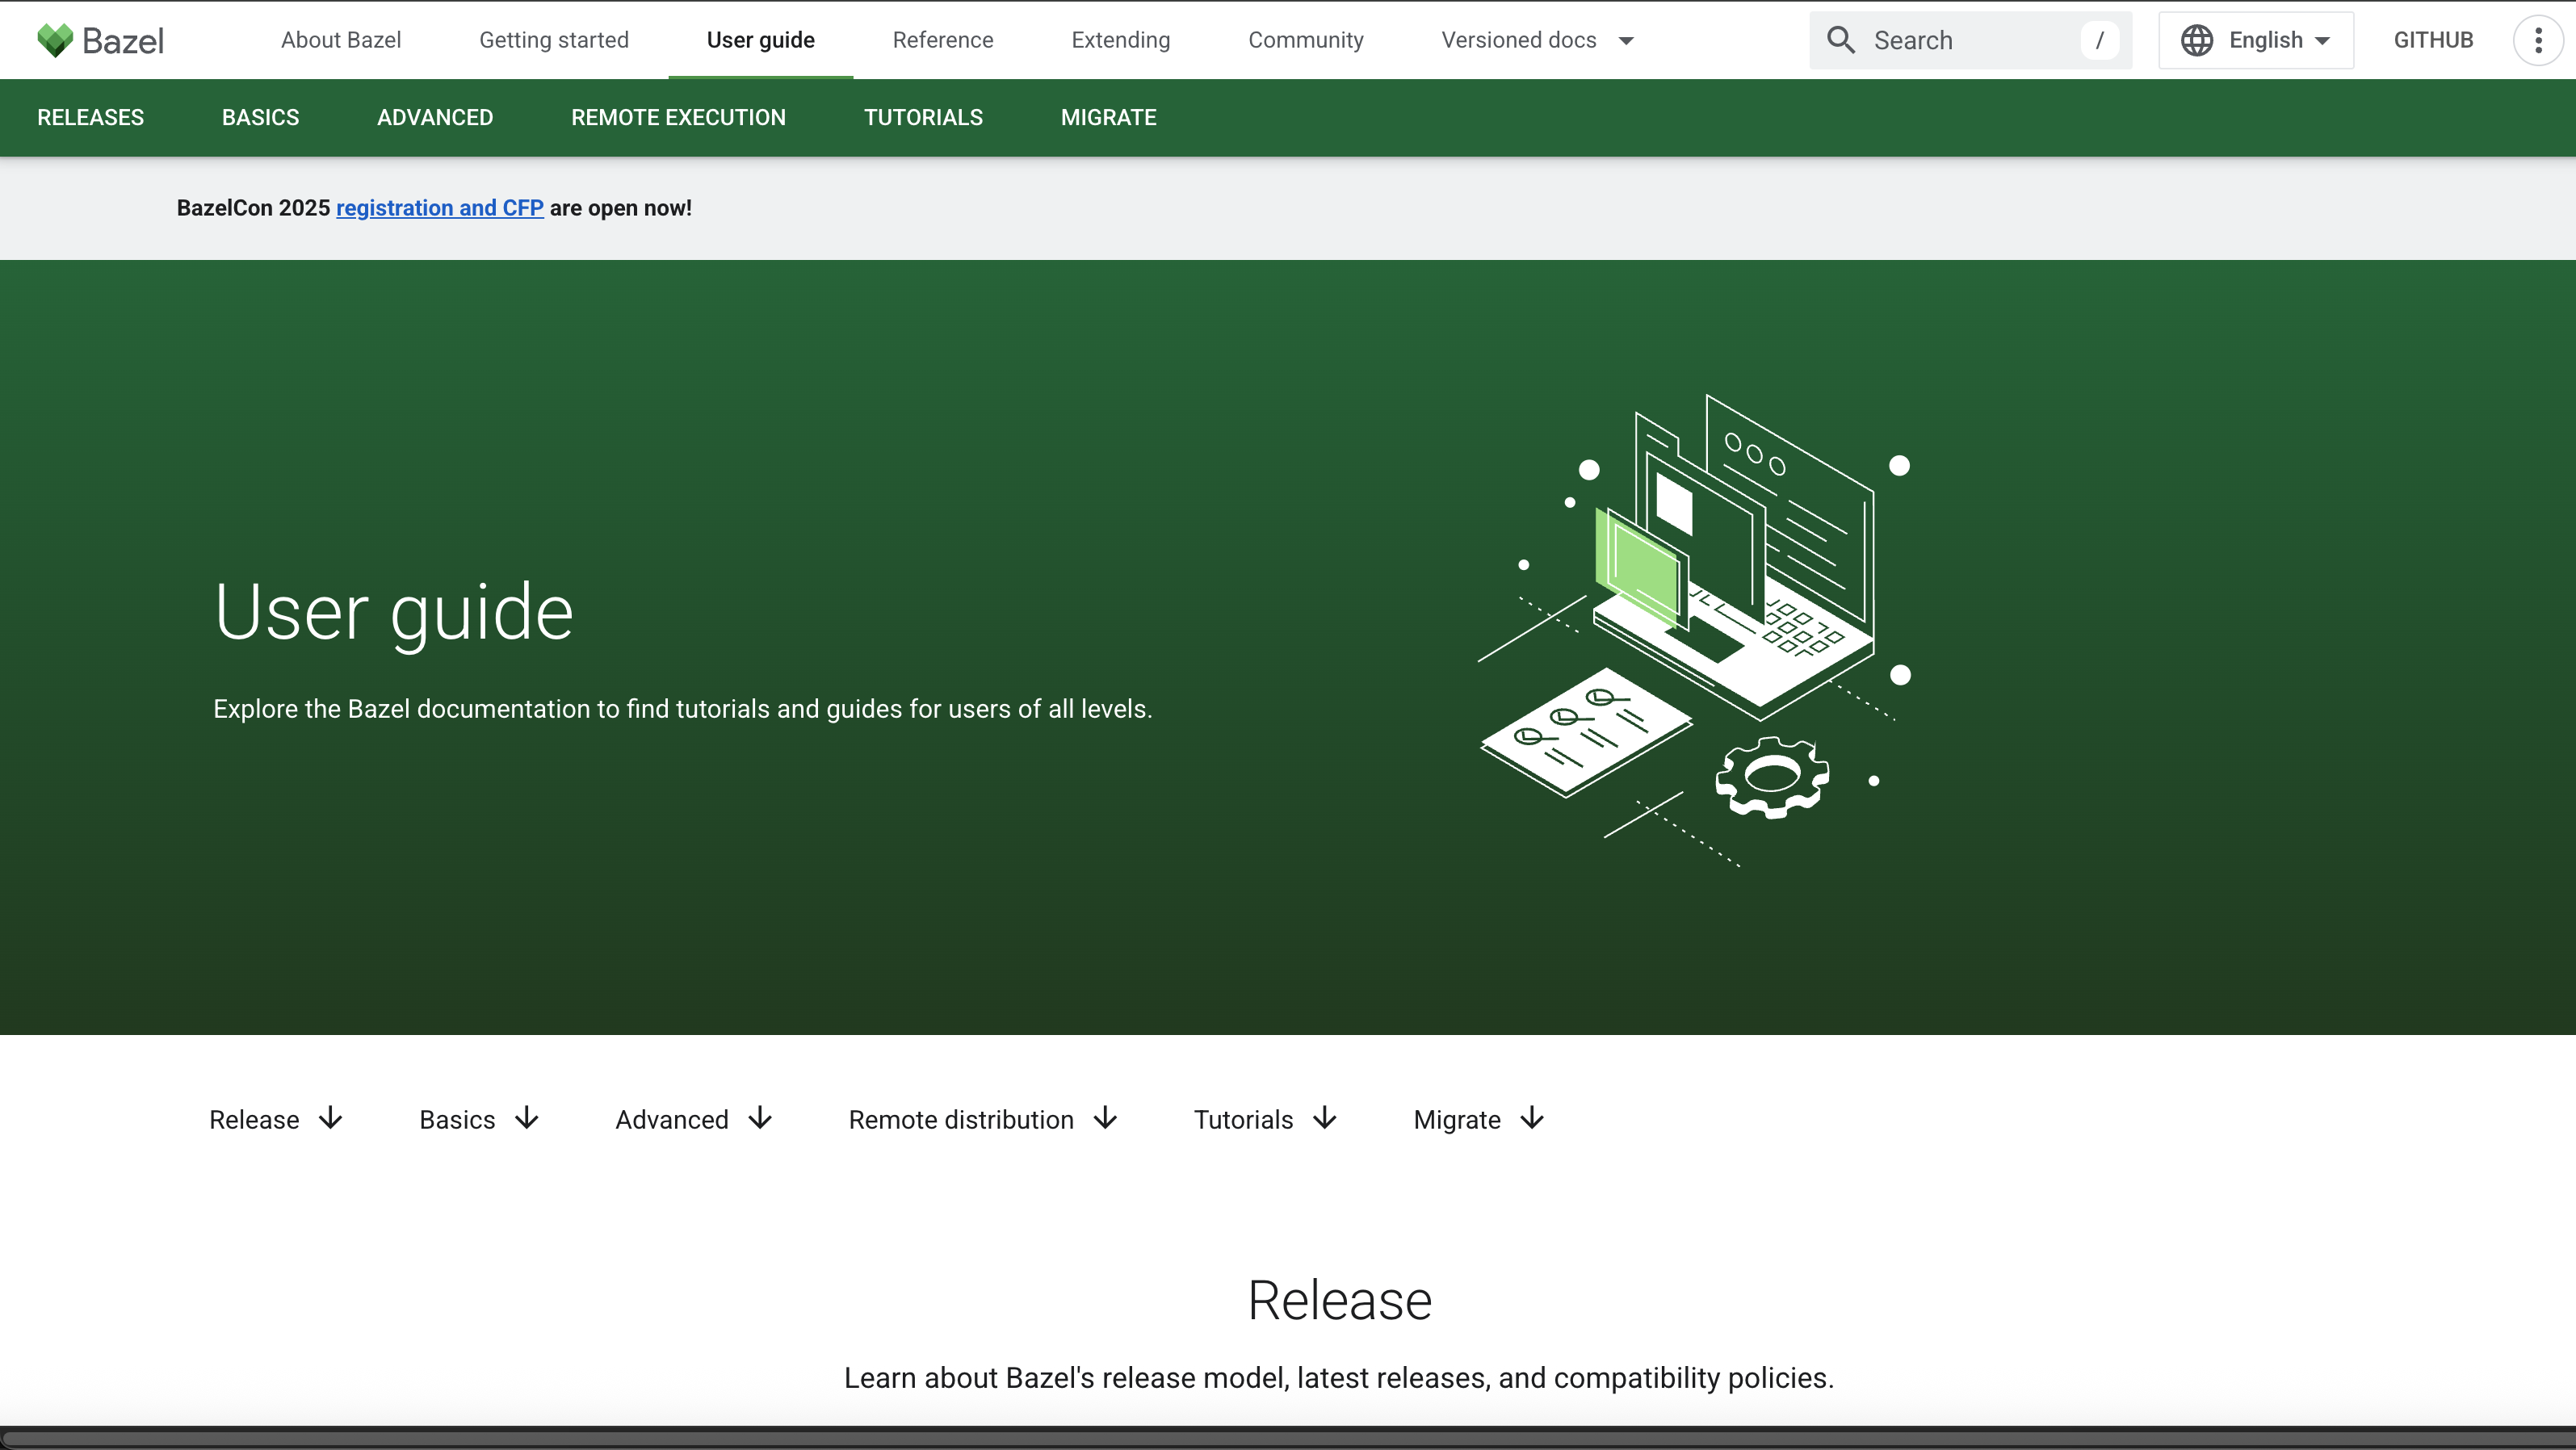 Bazel About Bazel Getting started User guide Reference Extending Community Versioned docs Search / English GITHUB
RELEASES BASICS ADVANCED REMOTE EXECUTION TUTORIALS MIGRATE
BazelCon 2025 registration and CFP are open now!
User guide
Explore the Bazel documentation to find tutorials and guides for users of all levels.
Release Basics Advanced Remote distribution Tutorials Migrate
Release
Learn about Bazel's release model, latest releases, and compatibility policies.